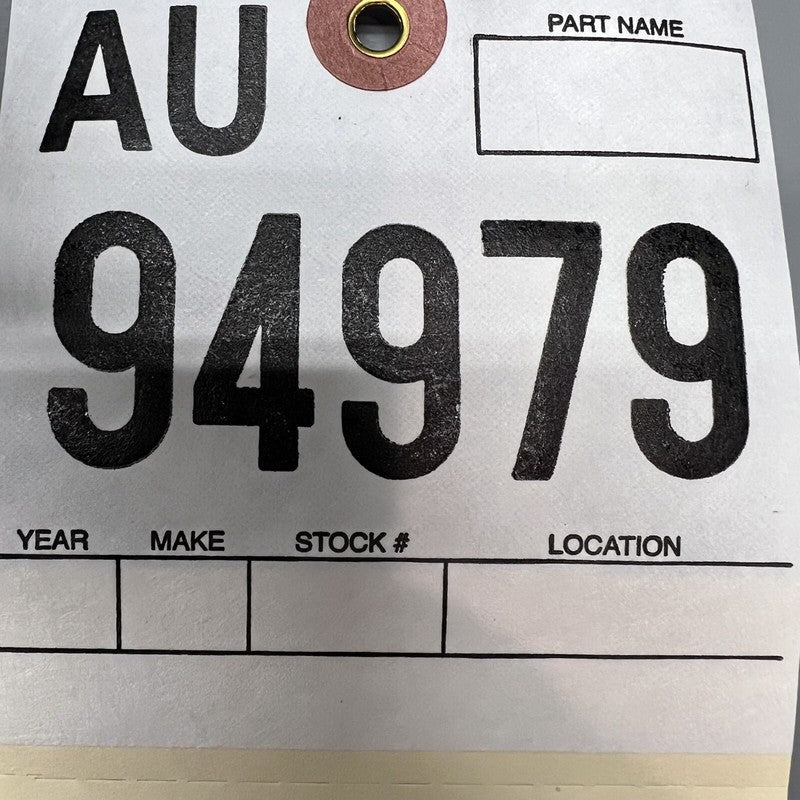 AU
PART NAME
94979
YEAR MAKE STOCK # LOCATION